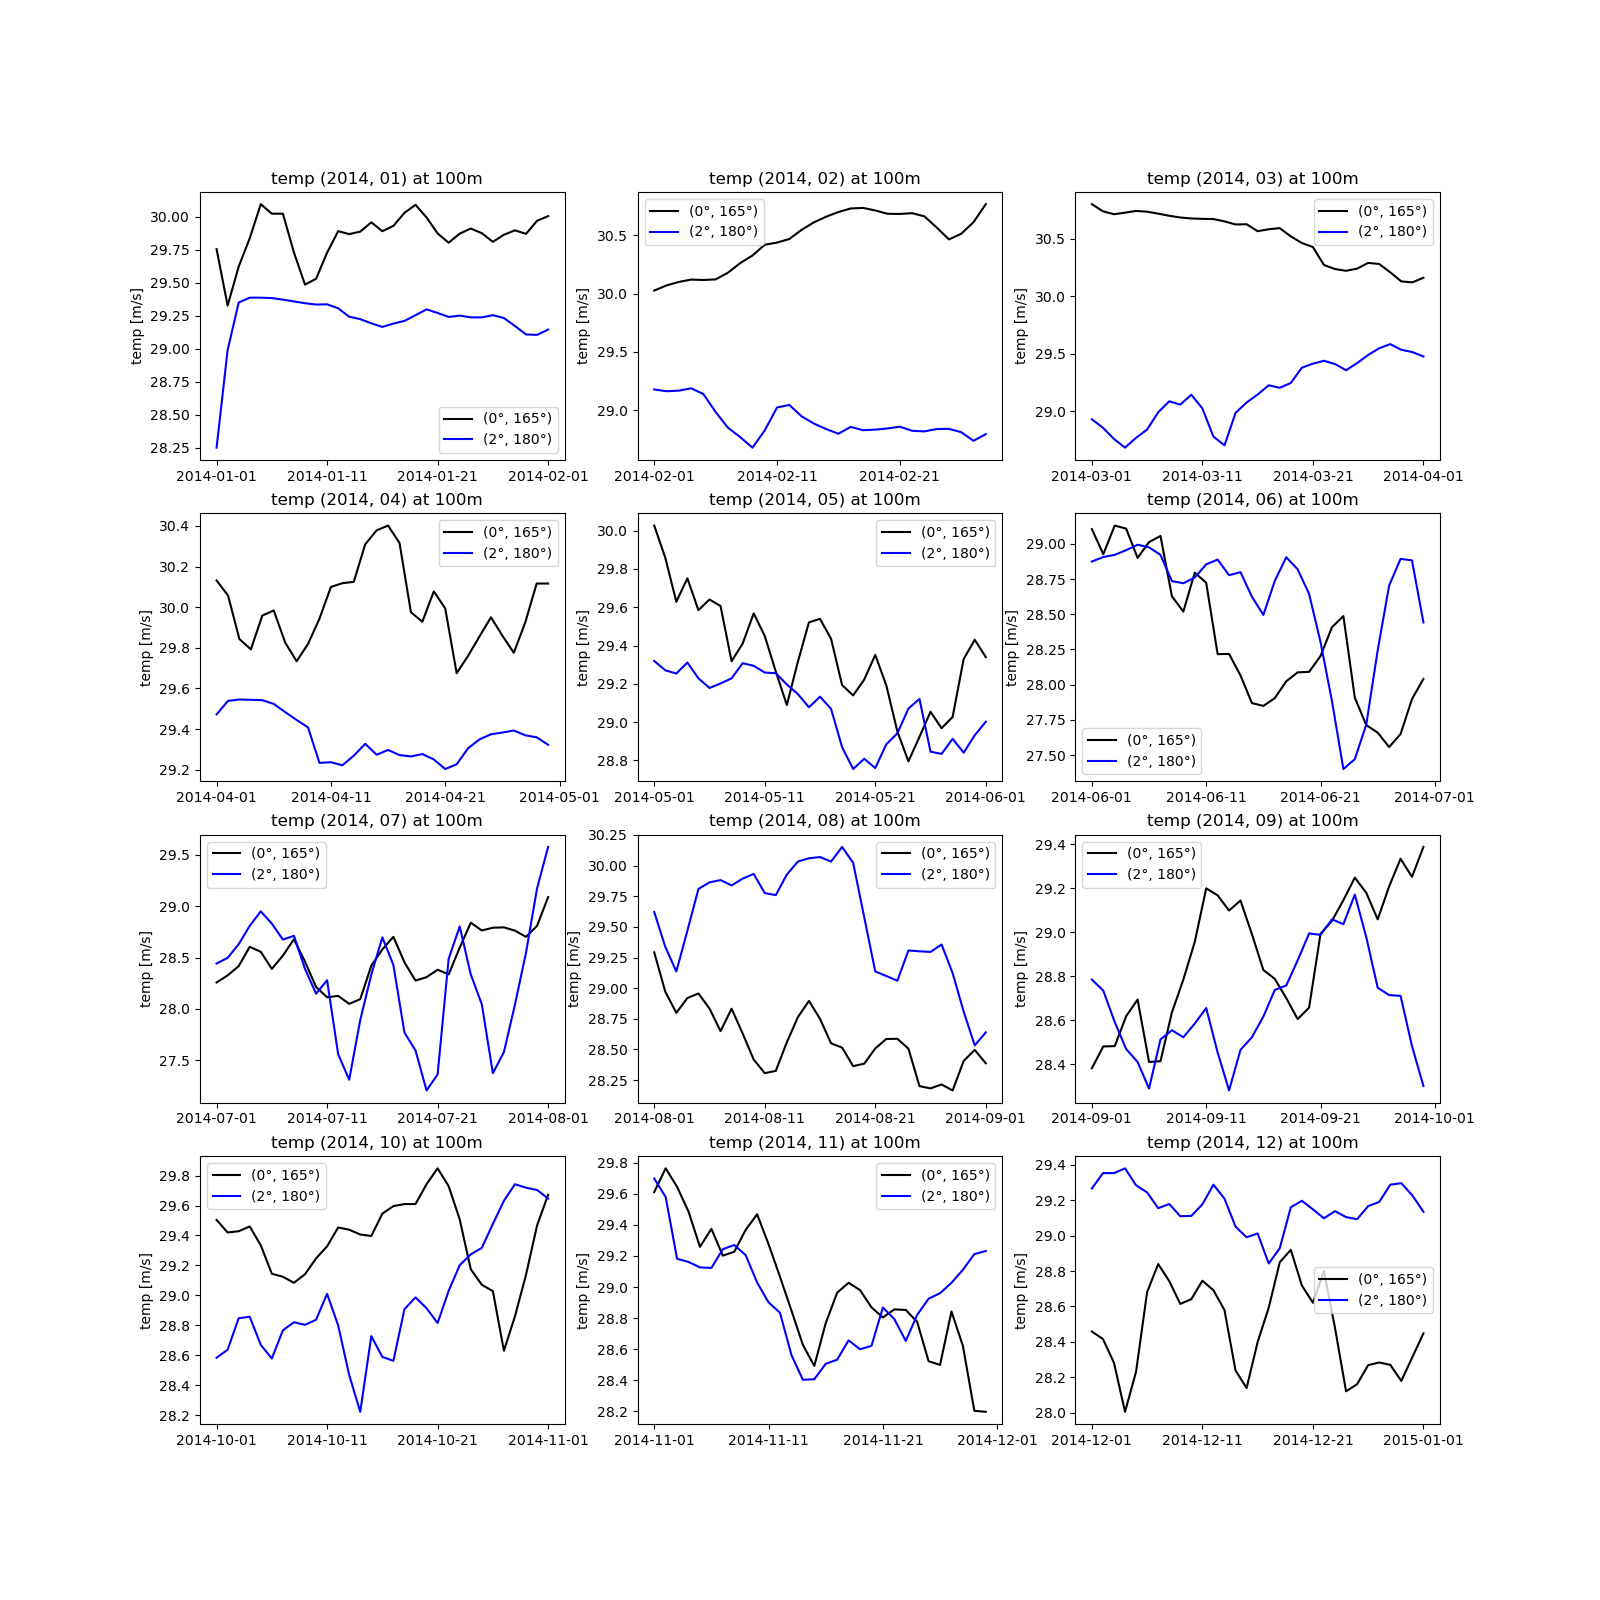 temp (2014, 01) at 100m
temp [m/s]
30.00
29.75
29.50
29.25
29.00
28.75
28.50
28.25
(0°, 165°)
(2°, 180°)
2014-01-01 2014-01-11 2014-01-21 2014-02-01
temp (2014, 02) at 100m
temp [m/s]
30.5
30.0
29.5
29.0
(0°, 165°)
(2°, 180°)
2014-02-01 2014-02-11 2014-02-21
temp (2014, 03) at 100m
temp [m/s]
30.5
30.0
29.5
29.0
(0°, 165°)
(2°, 180°)
2014-03-01 2014-03-11 2014-03-21 2014-04-01
temp (2014, 04) at 100m
temp [m/s]
30.4
30.2
30.0
29.8
29.6
29.4
29.2
(0°, 165°)
(2°, 180°)
2014-04-01 2014-04-11 2014-04-21 2014-05-01
temp (2014, 05) at 100m
temp [m/s]
30.0
29.8
29.6
29.4
29.2
29.0
28.8
(0°, 165°)
(2°, 180°)
2014-05-01 2014-05-11 2014-05-21 2014-06-01
temp (2014, 06) at 100m
temp [m/s]
29.00
28.75
28.50
28.25
28.00
27.75
27.50
(0°, 165°)
(2°, 180°)
2014-06-01 2014-06-11 2014-06-21 2014-07-01
temp (2014, 07) at 100m
temp [m/s]
29.5
29.0
28.5
28.0
27.5
(0°, 165°)
(2°, 180°)
2014-07-01 2014-07-11 2014-07-21 2014-08-01
temp (2014, 08) at 100m
temp [m/s]
30.25
30.00
29.75
29.50
29.25
29.00
28.75
28.50
28.25
(0°, 165°)
(2°, 180°)
2014-08-01 2014-08-11 2014-08-21 2014-09-01
temp (2014, 09) at 100m
temp [m/s]
29.4
29.2
29.0
28.8
28.6
28.4
(0°, 165°)
(2°, 180°)
2014-09-01 2014-09-11 2014-09-21 2014-10-01
temp (2014, 10) at 100m
temp [m/s]
29.8
29.6
29.4
29.2
29.0
28.8
28.6
28.4
28.2
(0°, 165°)
(2°, 180°)
2014-10-01 2014-10-11 2014-10-21 2014-11-01
temp (2014, 11) at 100m
temp [m/s]
29.8
29.6
29.4
29.2
29.0
28.8
28.6
28.4
28.2
(0°, 165°)
(2°, 180°)
2014-11-01 2014-11-11 2014-11-21 2014-12-01
temp (2014, 12) at 100m
temp [m/s]
29.4
29.2
29.0
28.8
28.6
28.4
28.2
28.0
(0°, 165°)
(2°, 180°)
2014-12-01 2014-12-11 2014-12-21 2015-01-01